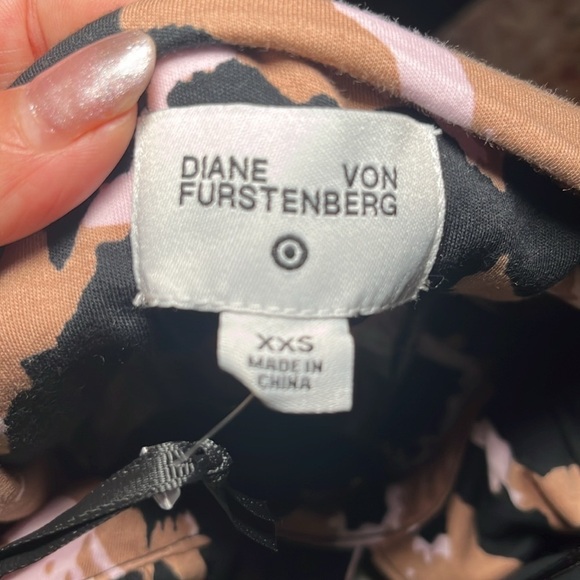 DIANE VON
FURSTENBERG
XXS
MADE IN
CHINA